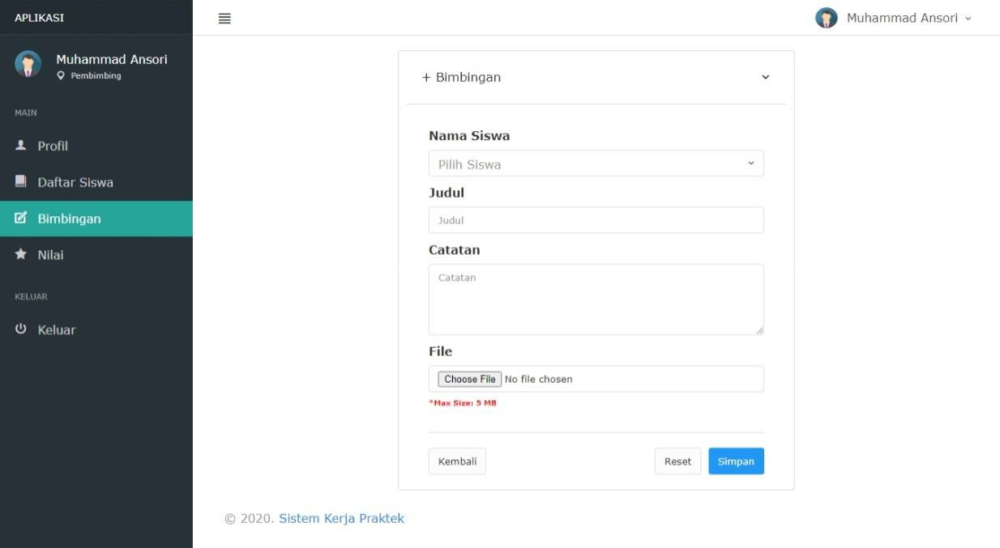 APLIKASI
Muhammad Ansori
Muhammad Ansori
Pembimbing
MAIN
Profil
Daftar Siswa
Bimbingan
Nilai
KELUAR
Keluar
+ Bimbingan
Nama Siswa
Pilih Siswa
Judul
Judul
Catatan
Catatan
File
Choose File No file chosen
*Max Size: 5 MB
Kembali Reset Simpan
© 2020. Sistem Kerja Praktek